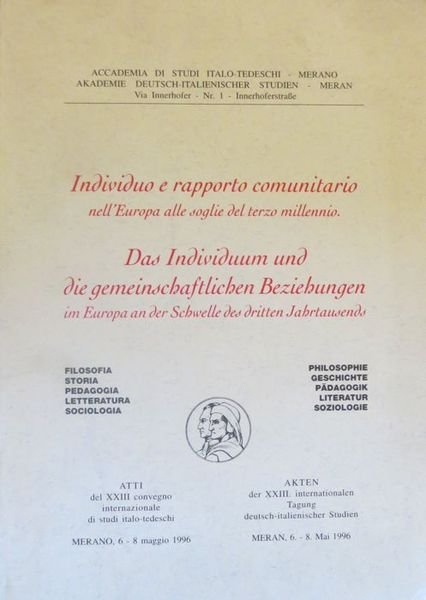 ACCADEMIA DI STUDI ITALO-TEDESCHI - MERANO
AKADEMIE DEUTSCH-ITALIENISCHER STUDIEN - MERAN
Via Innerhofer - Nr. 1 - Innerhoferstraße
Individuo e rapporto comunitario
nell'Europa alle soglie del terzo millennio.
Das Individuum und
die gemeinschaftlichen Beziehungen
im Europa an der Schwelle des dritten Jahrtausends
FILOSOFIA
STORIA
PEDAGOGIA
LETTERATURA
SOCIOLOGIA
PHILOSOPHIE
GESCHICHTE
PÄDAGOGIK
LITERATUR
SOZIOLOGIE
ATTI
del XXIII convegno
internazionale
di studi italo-tedeschi
MERANO, 6 - 8 maggio 1996
AKTEN
der XXIII. internationalen
Tagung
deutsch-italienischer Studien
MERAN, 6. - 8. Mai 1996